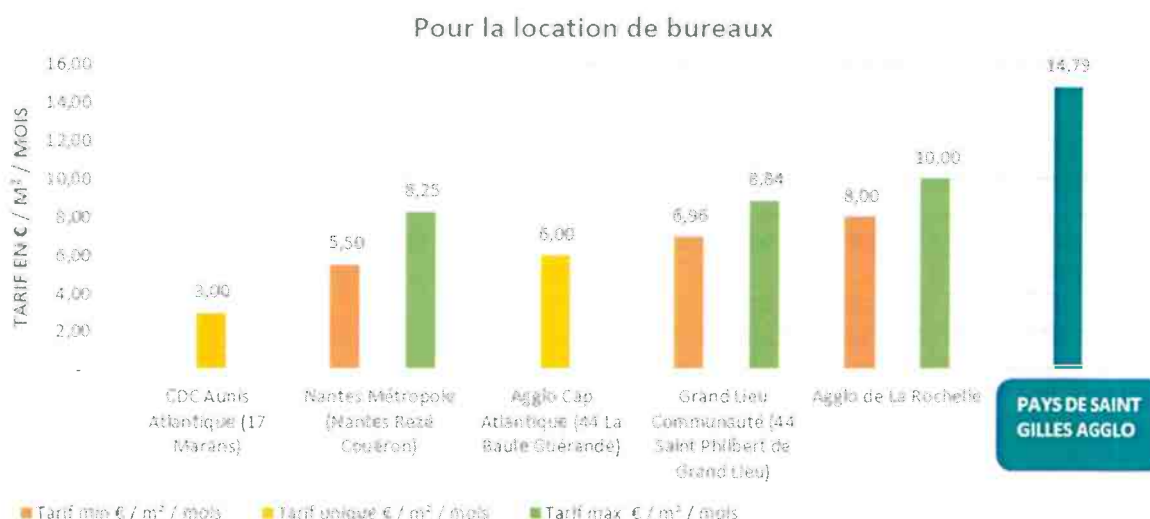 Pour la location de bureaux
TARIF EN € / M² / MOIS
16,00
14,00
12,00
10,00
8,00
6,00
4,00
2,00
-
3,00
5,50
8,25
6,00
6,96
8,84
8,00
10,00
14,79
CDC Aunis
Atlantique (17
Marans)
Nantes Métropole
(Nantes Rezé
Couëron)
Agglo Cap
Atlantique (44 La
Baule Guérande)
Grand Lieu
Communauté (44
Saint Philbert de
Grand Lieu)
Agglo de La Rochelle
PAYS DE SAINT
GILLES AGGLO
Tarif min € / m² / mois
Tarif unique € / m² / mois
Tarif max € / m² / mois